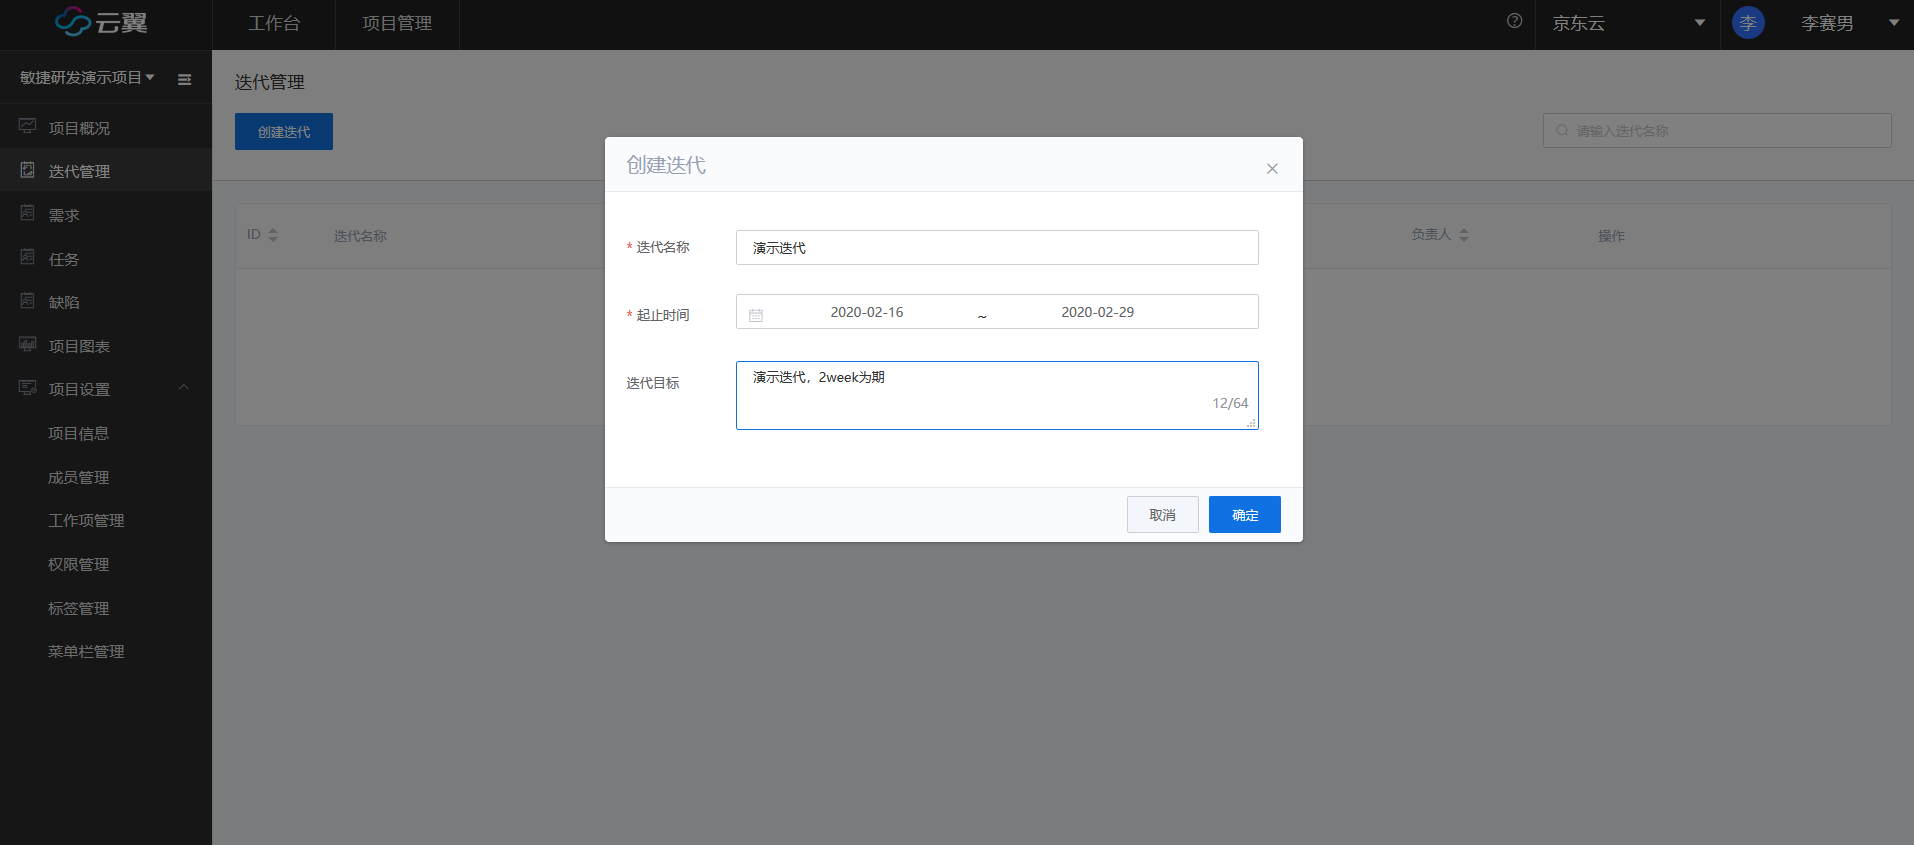 云翼
工作台
项目管理
京东云
李
李赛男
敏捷研发演示项目
项目概况
迭代管理
需求
任务
缺陷
项目图表
项目设置
项目信息
成员管理
工作项管理
权限管理
标签管理
菜单栏管理
迭代管理
创建迭代
请输入迭代名称
ID
迭代名称
负责人
操作
创建迭代
* 迭代名称
演示迭代
* 起止时间
2020-02-16 ~ 2020-02-29
迭代目标
演示迭代，2week为期
12/64
取消
确定